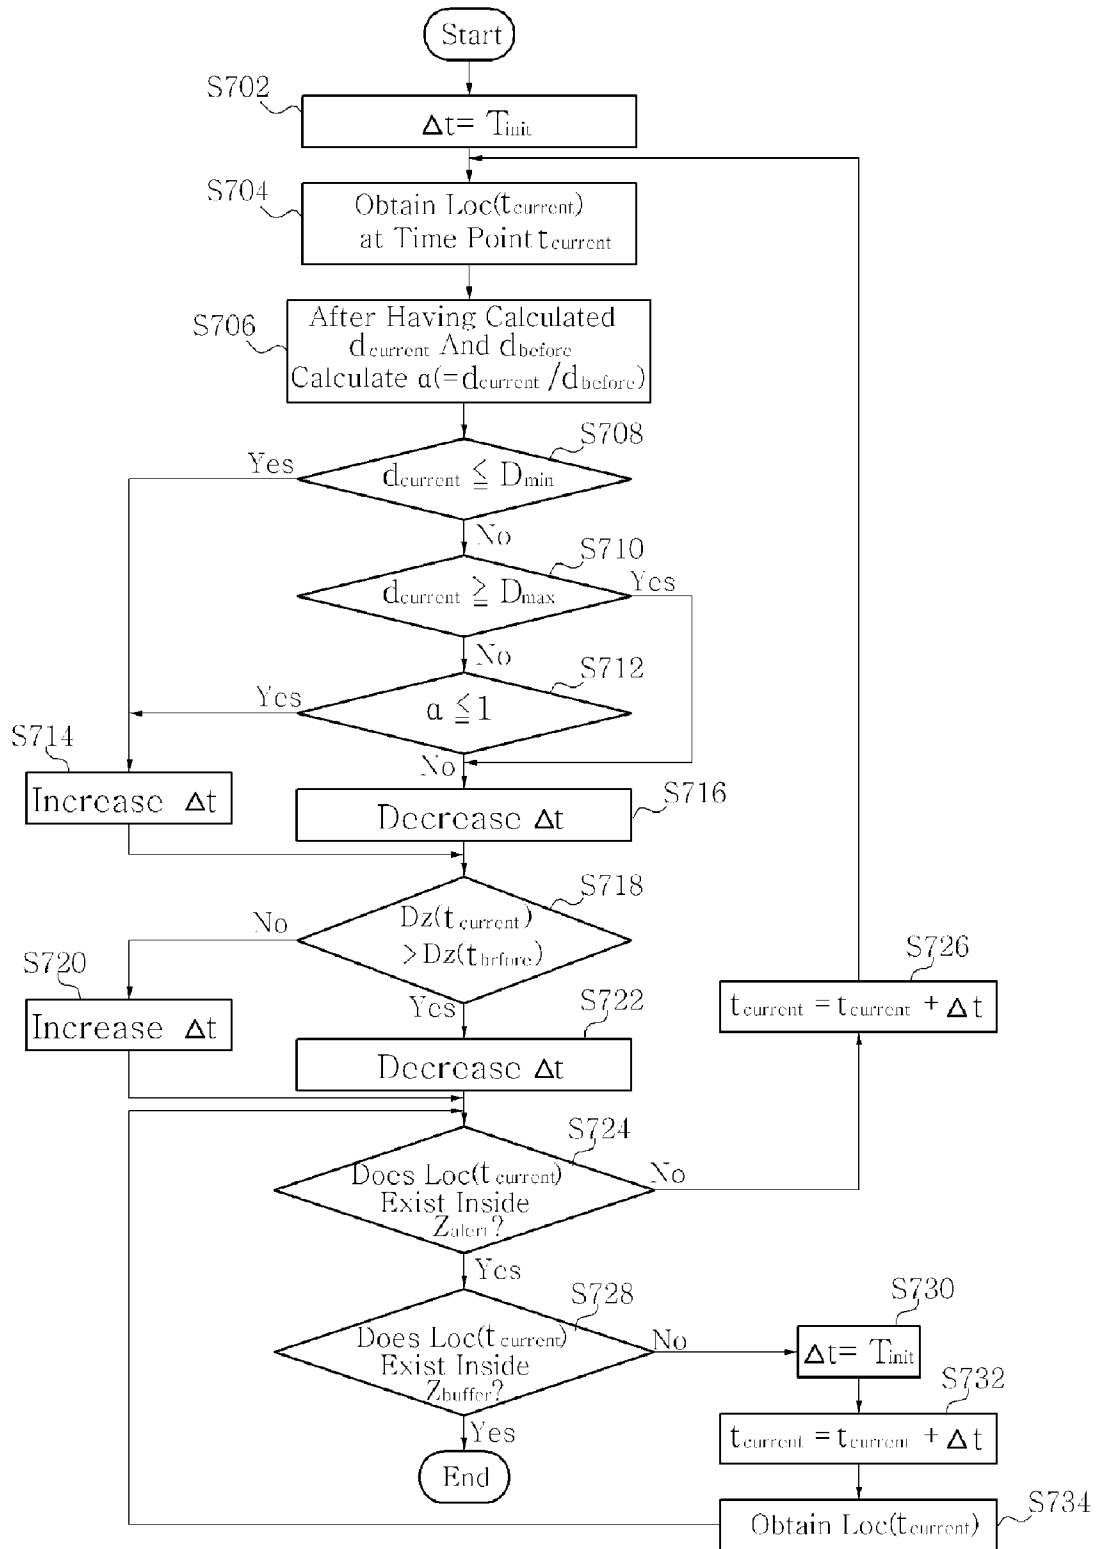 Start
S702
Δt= Tinit
S704
Obtain Loc(tcurrent)
at Time Point tcurrent
S706
After Having Calculated
dcurrent And dbefore
Calculate α(=dcurrent /dbefore)
S708
Yes
dcurrent ≦ Dmin
No
S710
dcurrent ≧ Dmax
Yes
No
S712
Yes
α ≦ 1
S714
No
Increase Δt
S716
Decrease Δt
S718
Dz(tcurrent)
>Dz(tbrfore)
No
S720
Yes
Increase Δt
S722
Decrease Δt
S726
tcurrent = tcurrent + Δt
S724
Does Loc(tcurrent)
Exist Inside
Zalert?
No
Yes
S728
Does Loc(tcurrent)
Exist Inside
Zbuffer?
No
S730
Δt= Tinit
S732
tcurrent = tcurrent + Δt
Yes
End
S734
Obtain Loc(tcurrent)